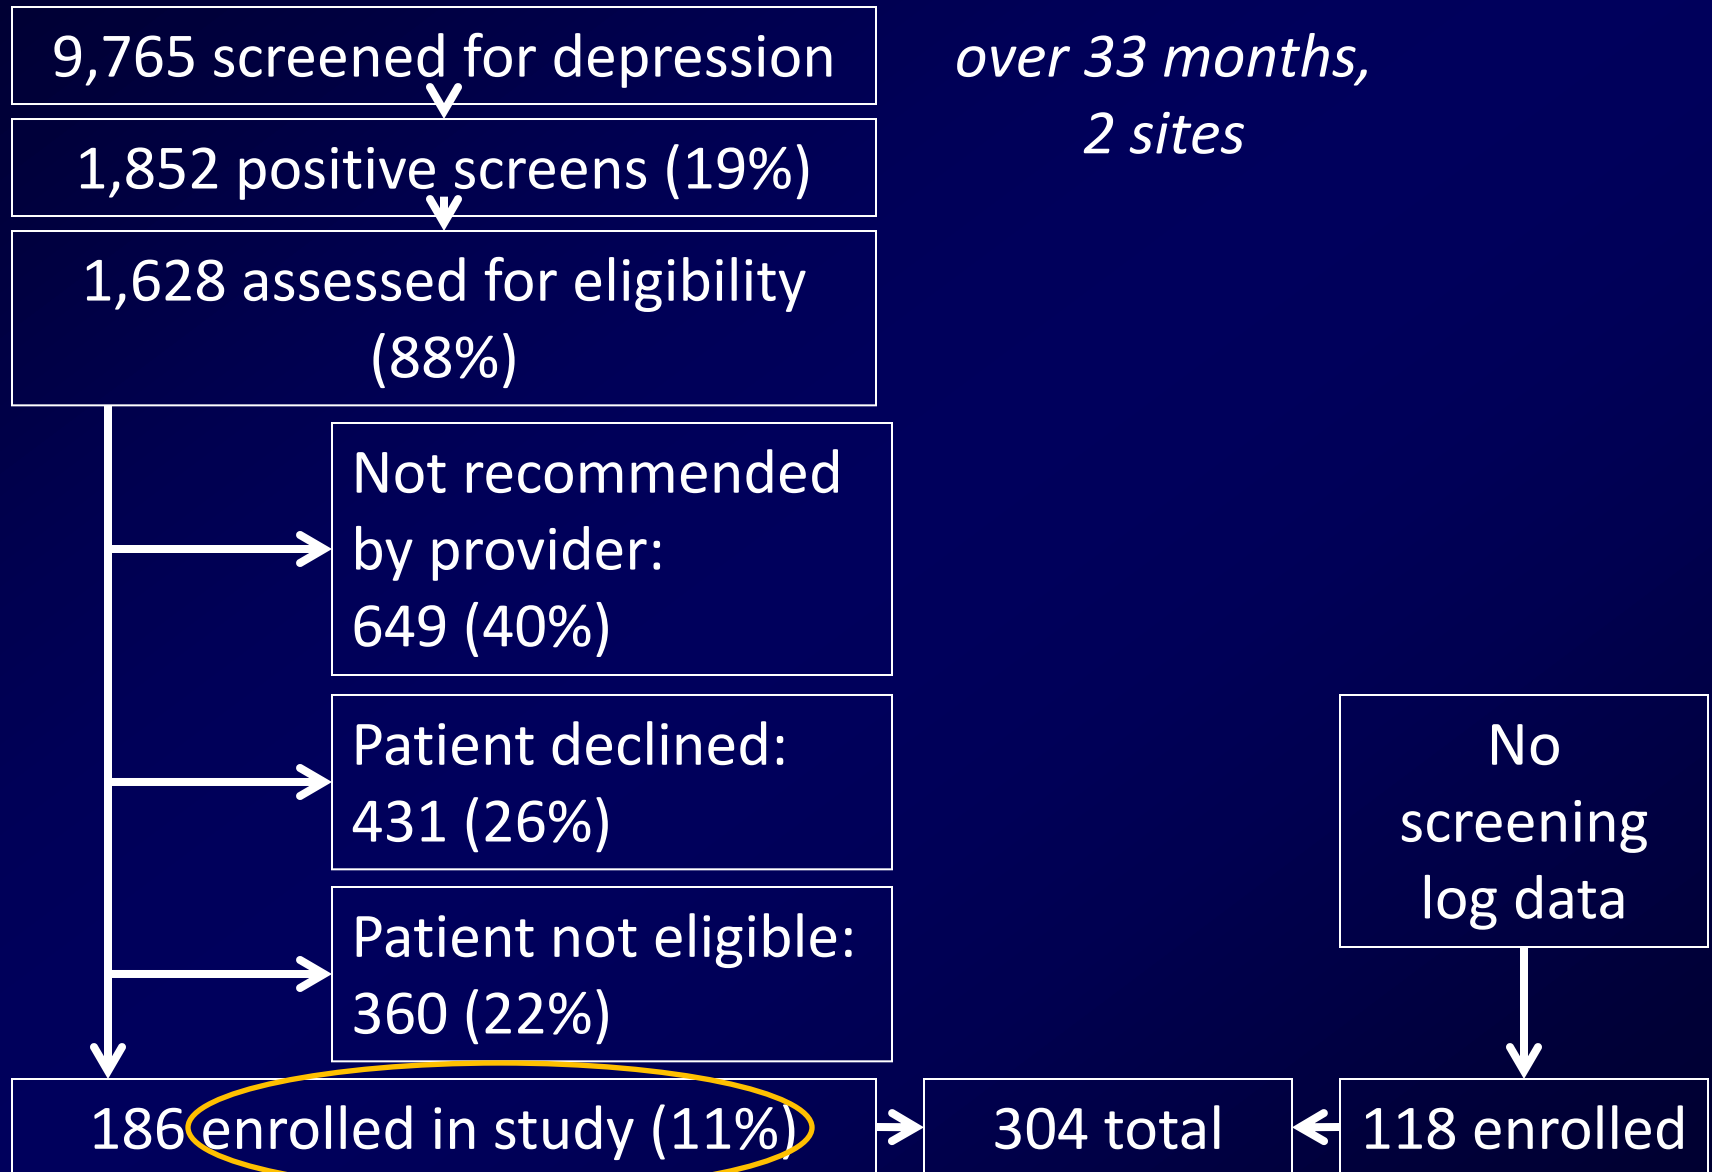 9,765 screened for depression
over 33 months,
2 sites
1,852 positive screens (19%)
1,628 assessed for eligibility
(88%)
Not recommended
by provider:
649 (40%)
Patient declined:
431 (26%)
Patient not eligible:
360 (22%)
No
screening
log data
186 enrolled in study (11%)
304 total
118 enrolled